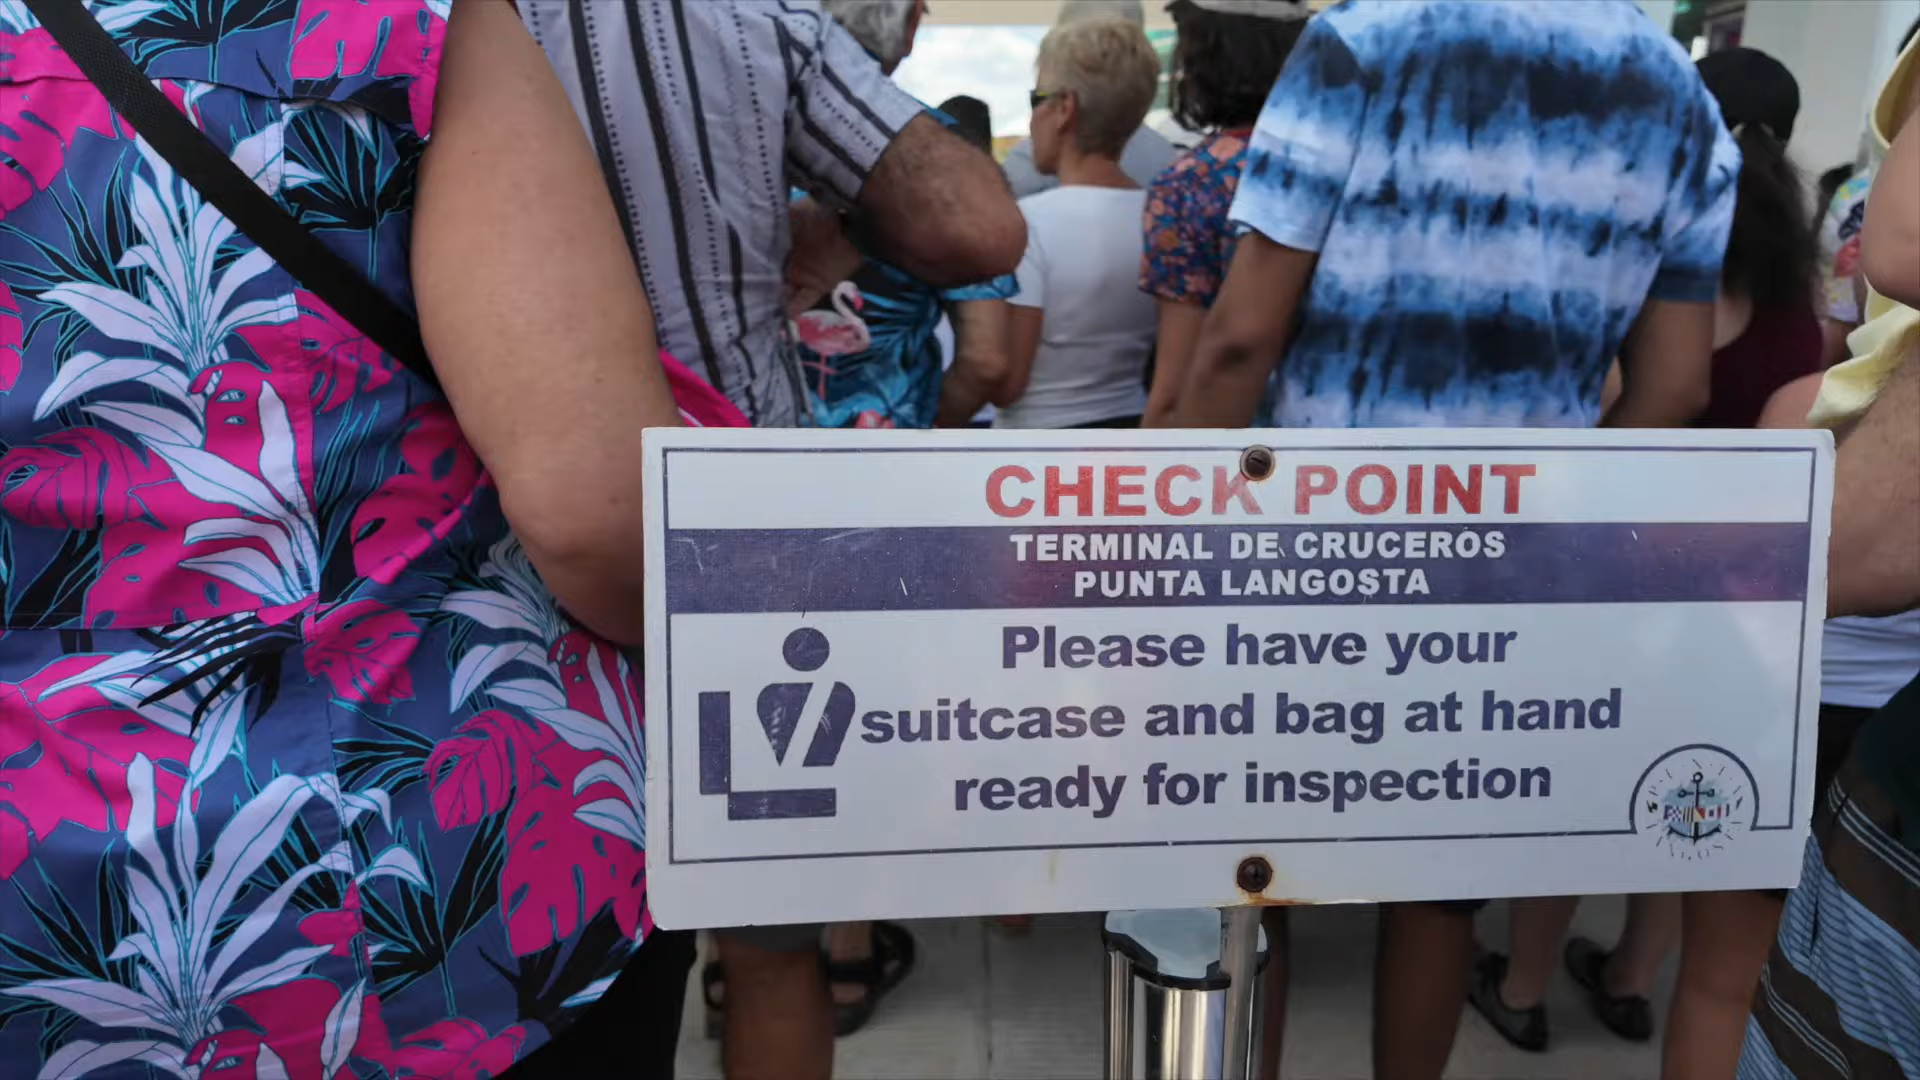 CHECK POINT
TERMINAL DE CRUCEROS
PUNTA LANGOSTA
Please have your
suitcase and bag at hand
ready for inspection